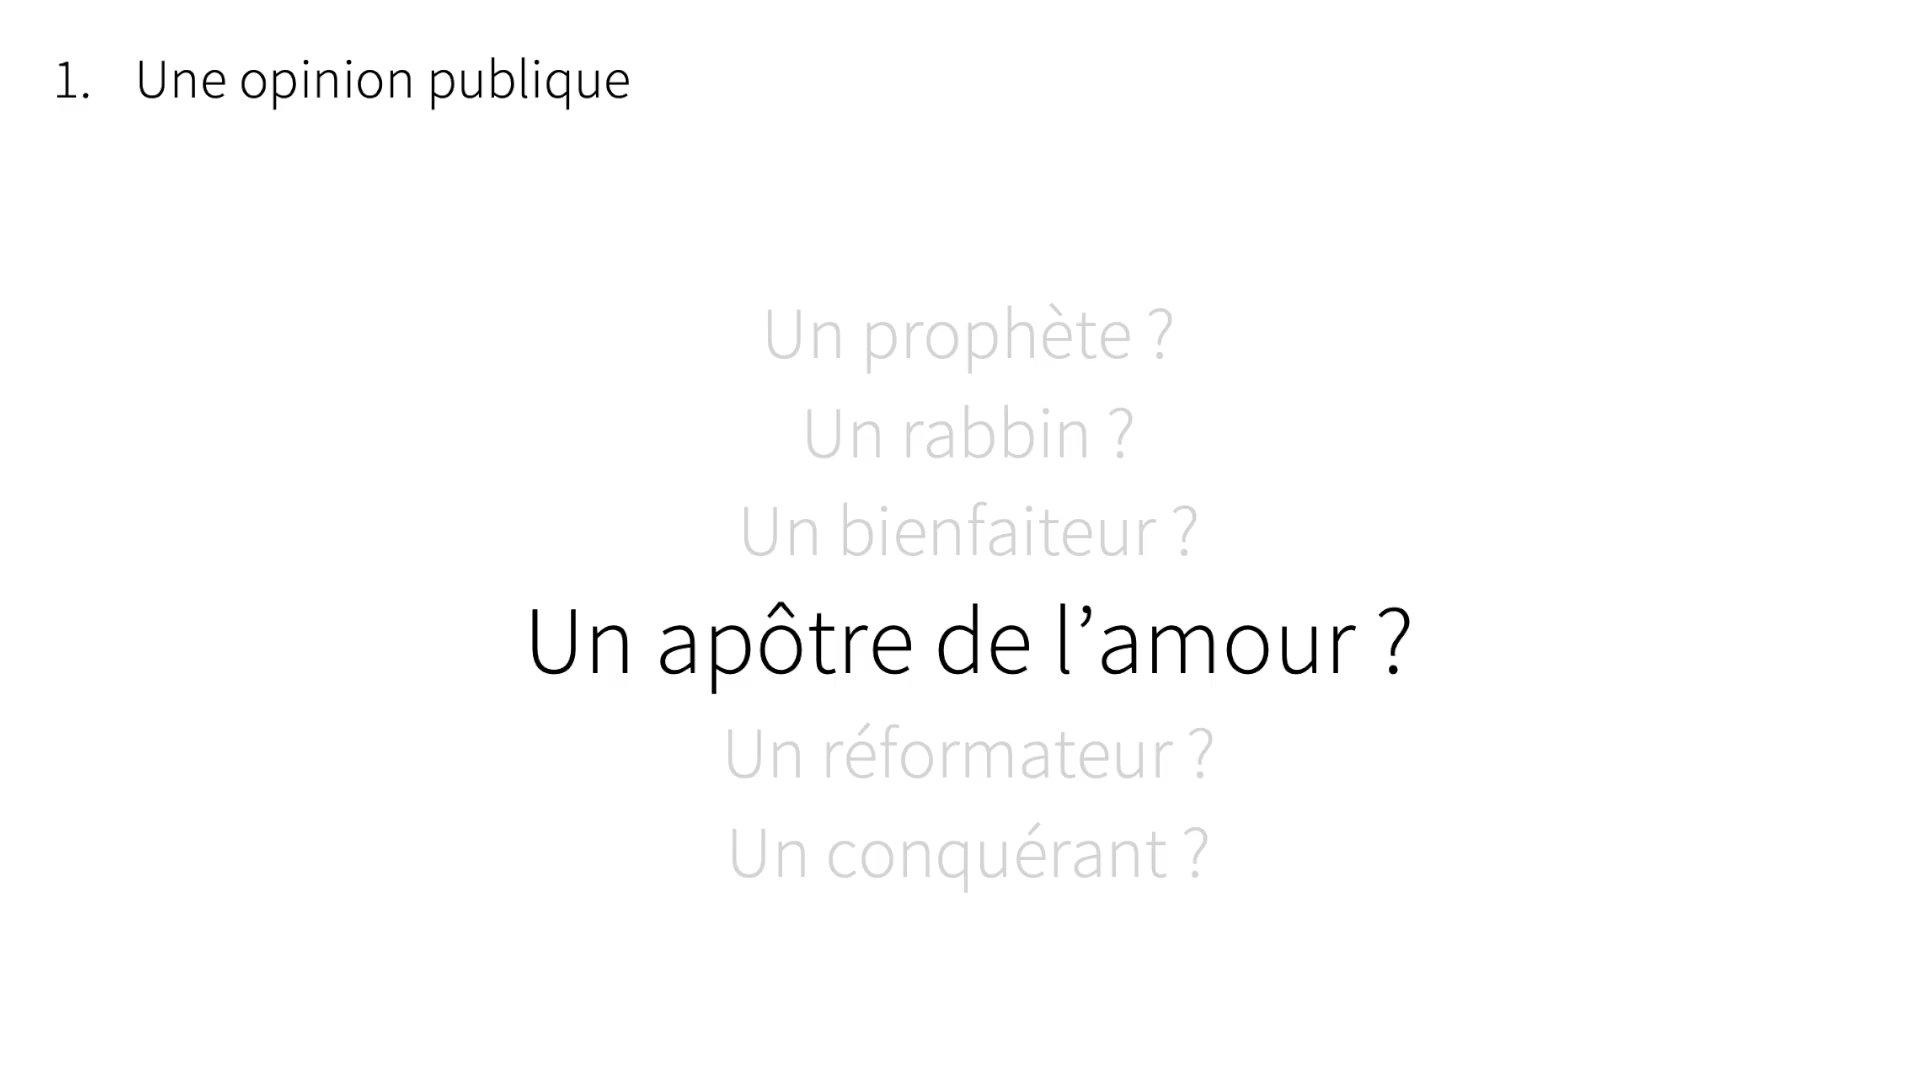 1. Une opinion publique
Un prophète ?
Un rabbin ?
Un bienfaiteur ?
Un apôtre de l’amour ?
Un réformateur ?
Un conquérant ?